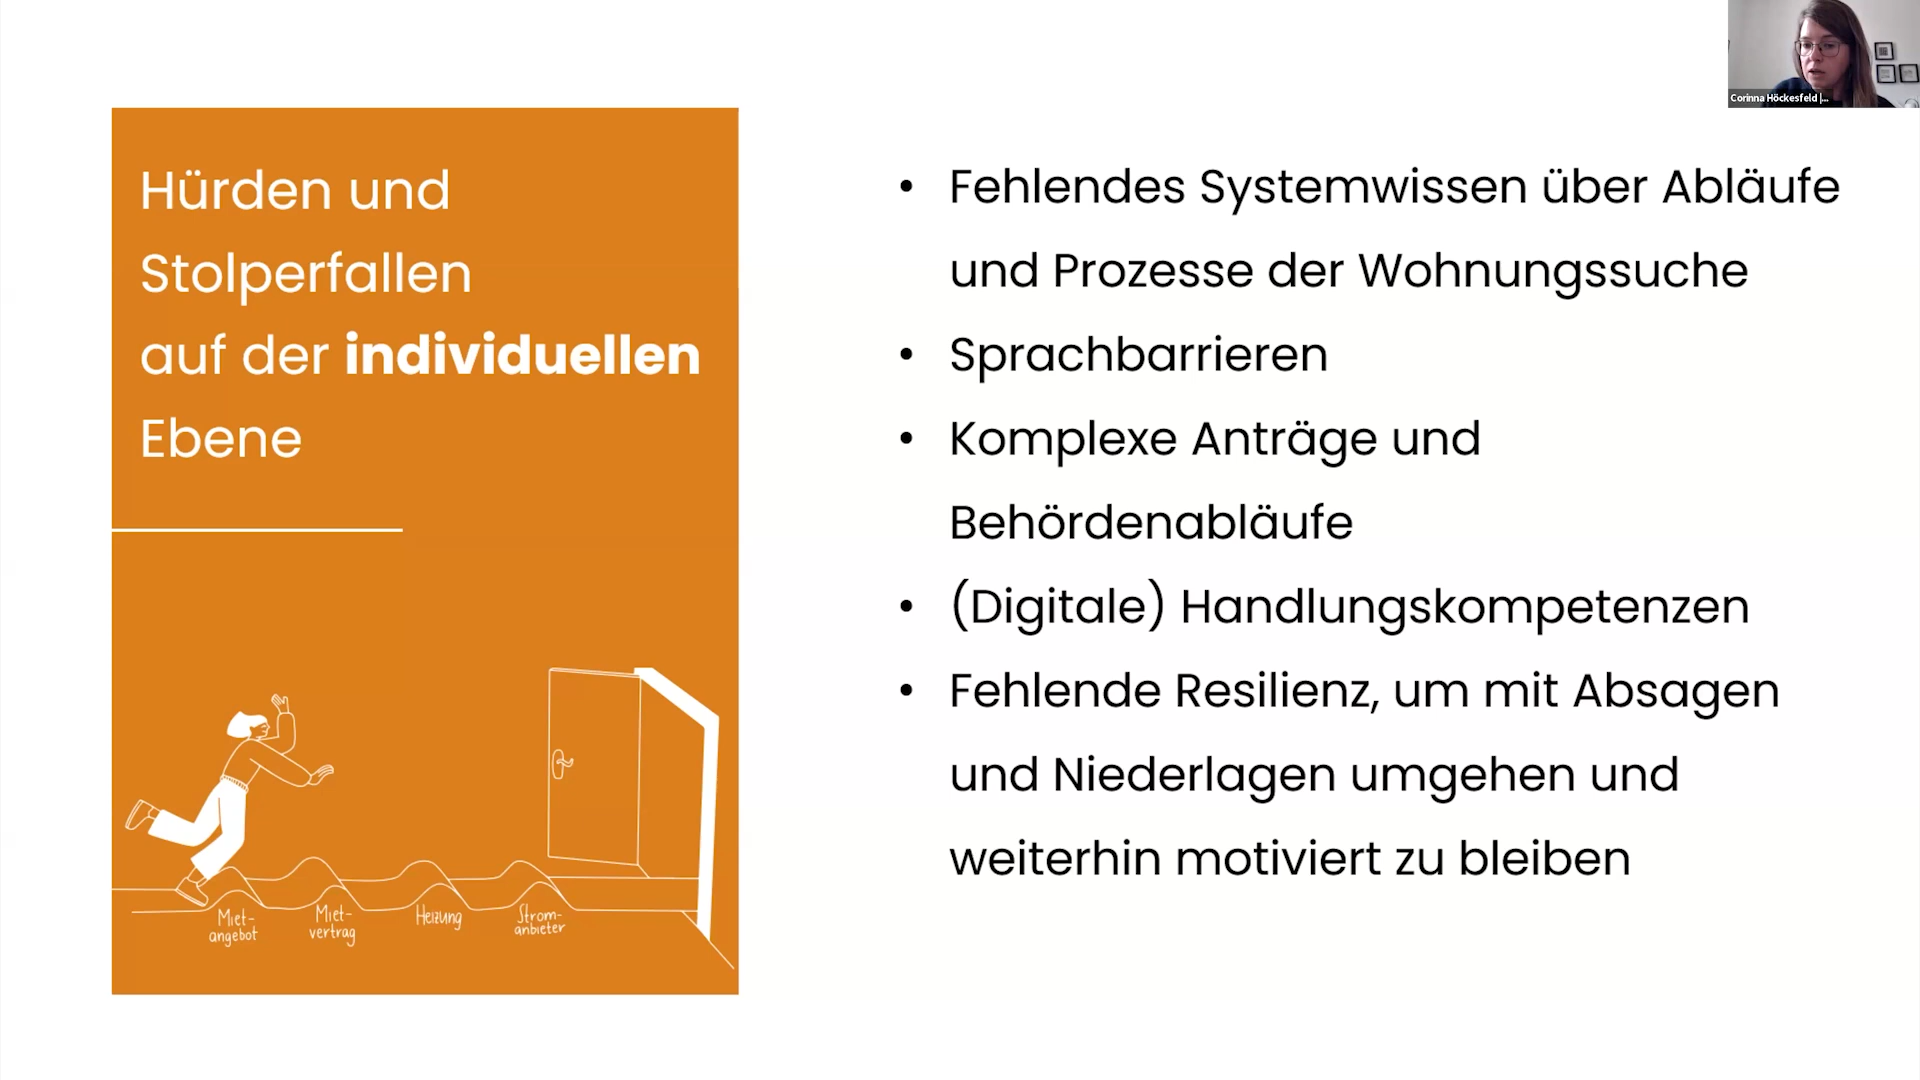 Corinna Höckesfeld |...
Hürden und
Stolperfallen
auf der individuellen
Ebene
Miet-
angebot
Miet-
vertrag
Heizung
Strom-
anbieter
• Fehlendes Systemwissen über Abläufe
und Prozesse der Wohnungssuche
• Sprachbarrieren
• Komplexe Anträge und
Behördenabläufe
• (Digitale) Handlungskompetenzen
• Fehlende Resilienz, um mit Absagen
und Niederlagen umgehen und
weiterhin motiviert zu bleiben